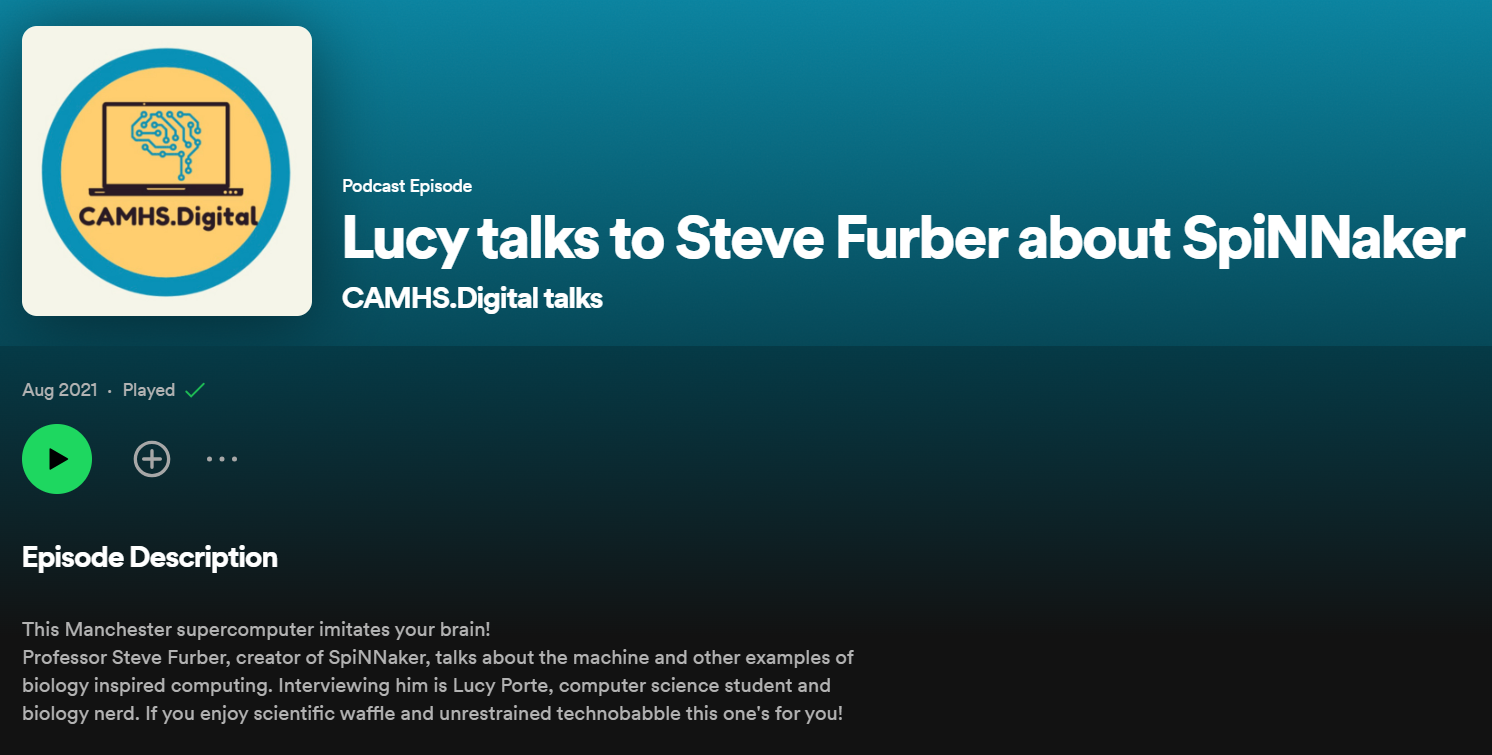 CAMHS.Digital
Podcast Episode
Lucy talks to Steve Furber about SpiNNaker
CAMHS.Digital talks
Aug 2021 · Played
Episode Description
This Manchester supercomputer imitates your brain!
Professor Steve Furber, creator of SpiNNaker, talks about the machine and other examples of
biology inspired computing. Interviewing him is Lucy Porte, computer science student and
biology nerd. If you enjoy scientific waffle and unrestrained technobabble this one's for you!